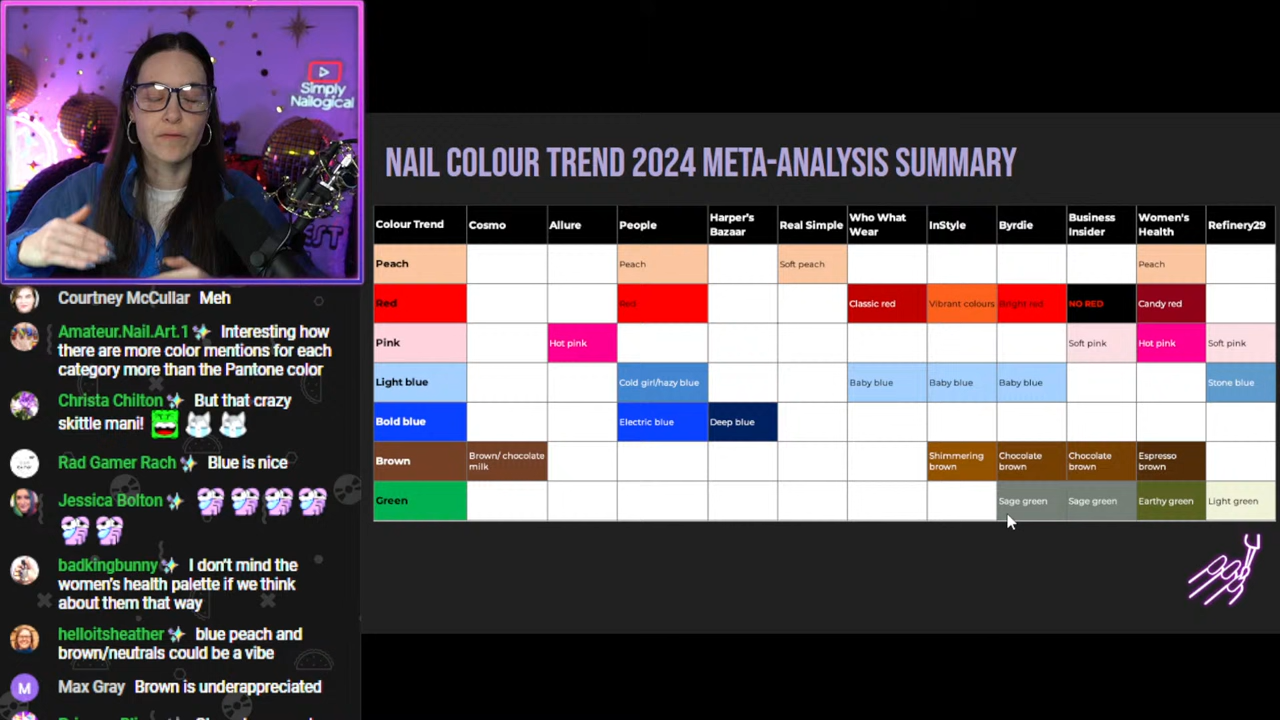 Simply
Nailogical
Courtney McCullar Meh
Amateur.Nail.Art.1 Interesting how
there are more color mentions for each
category more than the Pantone color
Christa Chilton But that crazy
skittle mani!
Rad Gamer Rach Blue is nice
Jessica Bolton
badkingbunny I don't mind the
women's health palette if we think
about them that way
helloitsheather blue peach and
brown/neutrals could be a vibe
M
Max Gray Brown is underappreciated
NAIL COLOUR TREND 2024 META-ANALYSIS SUMMARY
Colour Trend Cosmo Allure People Harper's Bazaar Real Simple Who What Wear InStyle Byrdie Business Insider Women's Health Refinery29
Peach Peach Soft peach Peach
Red Red Classic red Vibrant colours Bright red NO RED Candy red
Pink Hot pink Soft pink Hot pink Soft pink
Light blue Cold girl/hazy blue Baby blue Baby blue Baby blue Stone blue
Bold blue Electric blue Deep blue
Brown Brown/ chocolate milk Shimmering brown Chocolate brown Chocolate brown Espresso brown
Green Sage green Sage green Earthy green Light green